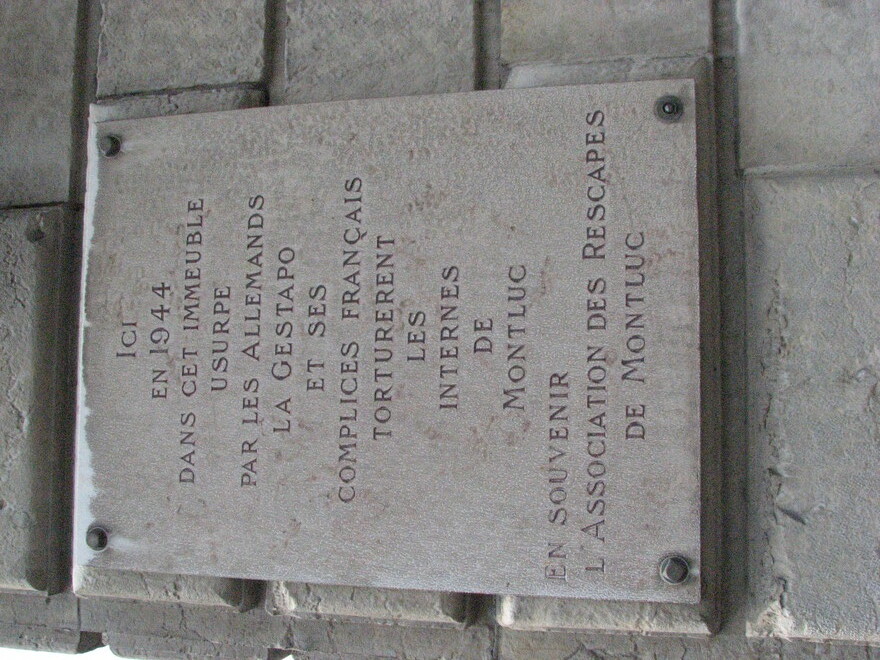 ICI
EN 1944
DANS CET IMMEUBLE
USURPE
PAR LES ALLEMANDS
LA GESTAPO
ET SES
COMPLICES FRANÇAIS
TORTURERENT
LES
INTERNES
DE
MONTLUC
EN SOUVENIR
L'ASSOCIATION DES RESCAPES
DE MONTLUC